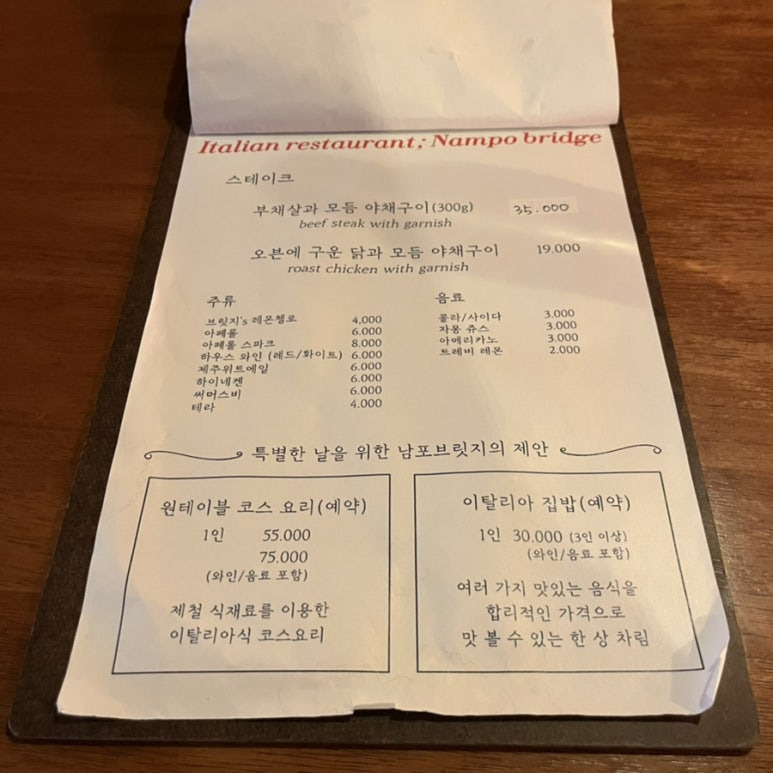 Italian restaurant; Nampo bridge
스테이크
부채살과 모듬 야채구이(300g) 35.000
beef steak with garnish
오븐에 구운 닭과 모듬 야채구이 19.000
roast chicken with garnish
주류
브릿지's 레몬첼로 4,000
아페롤 6.000
아페롤 스파크 8.000
하우스 와인 (레드/화이트) 6.000
제주위트에일 6.000
하이네켄 6.000
써머스비 6.000
테라 4.000
음료
콜라/사이다 3.000
자몽 쥬스 3.000
아메리카노 3.000
트레비 레몬 2.000
특별한 날을 위한 남포브릿지의 제안
원테이블 코스 요리(예약)
1인 55.000
75.000
(와인/음료 포함)
제철 식재료를 이용한
이탈리아식 코스요리
이탈리아 집밥(예약)
1인 30.000 (3인 이상)
(와인/음료 포함)
여러 가지 맛있는 음식을
합리적인 가격으로
맛 볼 수 있는 한 상 차림